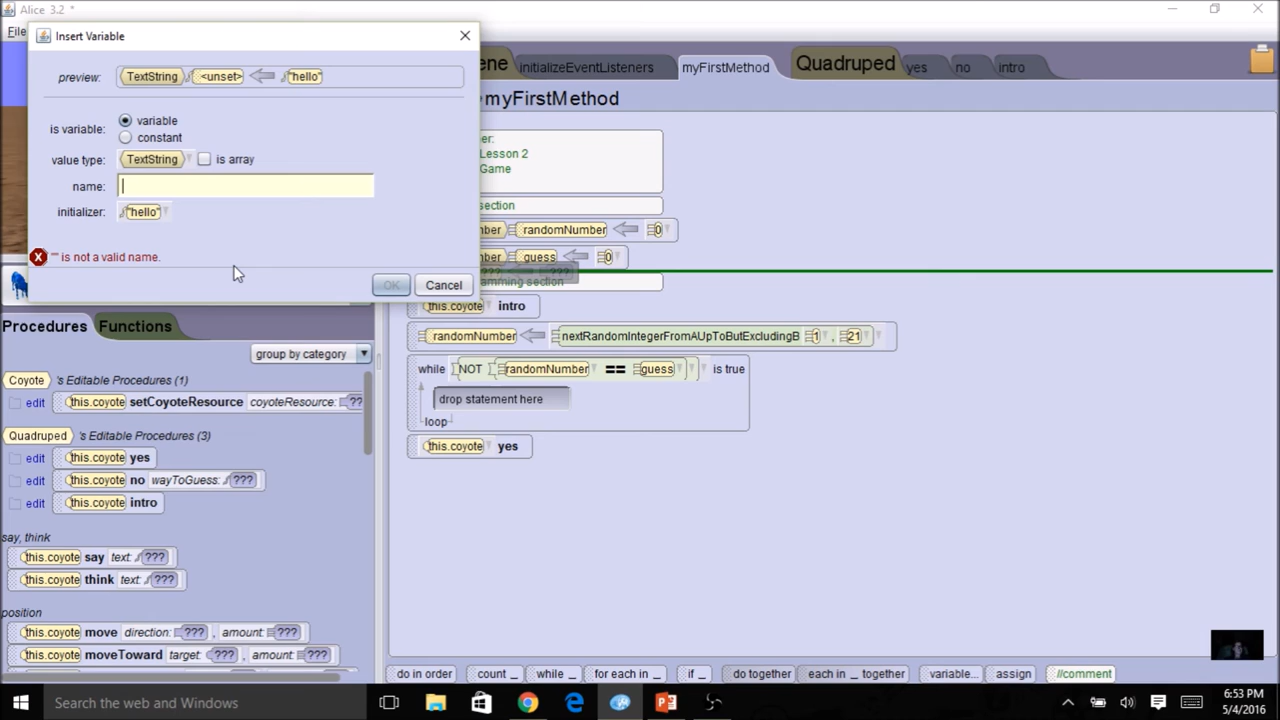 Alice 3.2 *
File
Insert Variable
preview: TextString <unset> "hello"
is variable: variable
constant
value type: TextString is array
name:
initializer: "hello"
"" is not a valid name.
OK Cancel
ene initializeEventListeners myFirstMethod Quadruped yes no intro
myFirstMethod
er:
Lesson 2
Game
section
mber randomNumber 0
mber guess 0
??? ???
amming section
this.coyote intro
randomNumber nextRandomIntegerFromAUpToButExcludingB 1 , 21
while NOT randomNumber == guess is true
drop statement here
loop
this.coyote yes
Procedures Functions
group by category
Coyote 's Editable Procedures (1)
edit this.coyote setCoyoteResource coyoteResource: ??
Quadruped 's Editable Procedures (3)
edit this.coyote yes
edit this.coyote no wayToGuess: ???
edit this.coyote intro
say, think
this.coyote say text: ???
this.coyote think text: ???
position
this.coyote move direction: ??? , amount: ???
this.coyote moveToward target: ??? , amount: ???
do in order count _ while _ for each in _ if _ do together each in _ together variable... assign //comment
Search the web and Windows
6:53 PM
5/4/2016